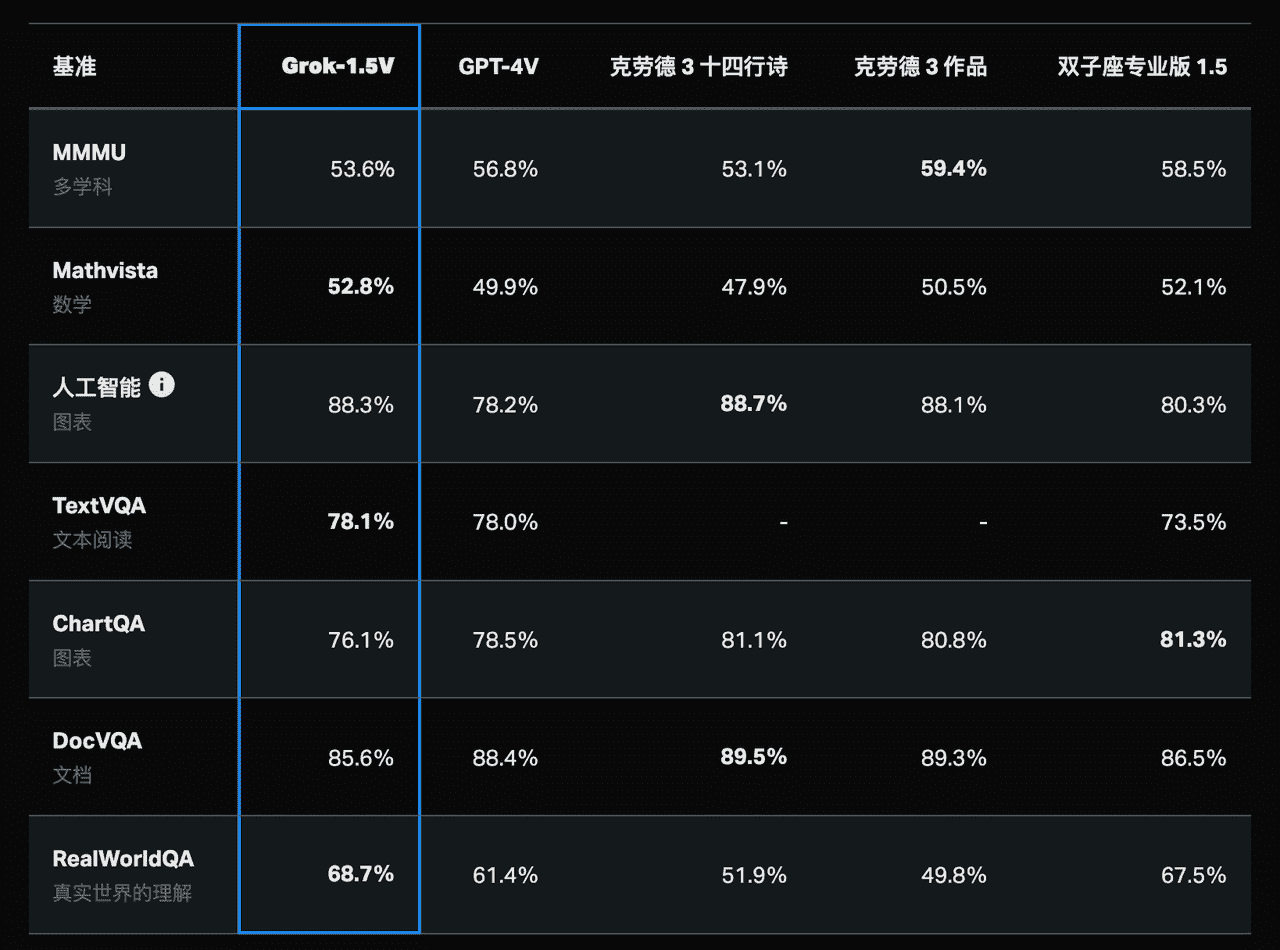 基准 Grok-1.5V GPT-4V 克劳德 3 十四行诗 克劳德 3 作品 双子座专业版 1.5
MMMU
多学科
53.6% 56.8% 53.1% 59.4% 58.5%
Mathvista
数学
52.8% 49.9% 47.9% 50.5% 52.1%
人工智能
图表
88.3% 78.2% 88.7% 88.1% 80.3%
TextVQA
文本阅读
78.1% 78.0% - - 73.5%
ChartQA
图表
76.1% 78.5% 81.1% 80.8% 81.3%
DocVQA
文档
85.6% 88.4% 89.5% 89.3% 86.5%
RealWorldQA
真实世界的理解
68.7% 61.4% 51.9% 49.8% 67.5%